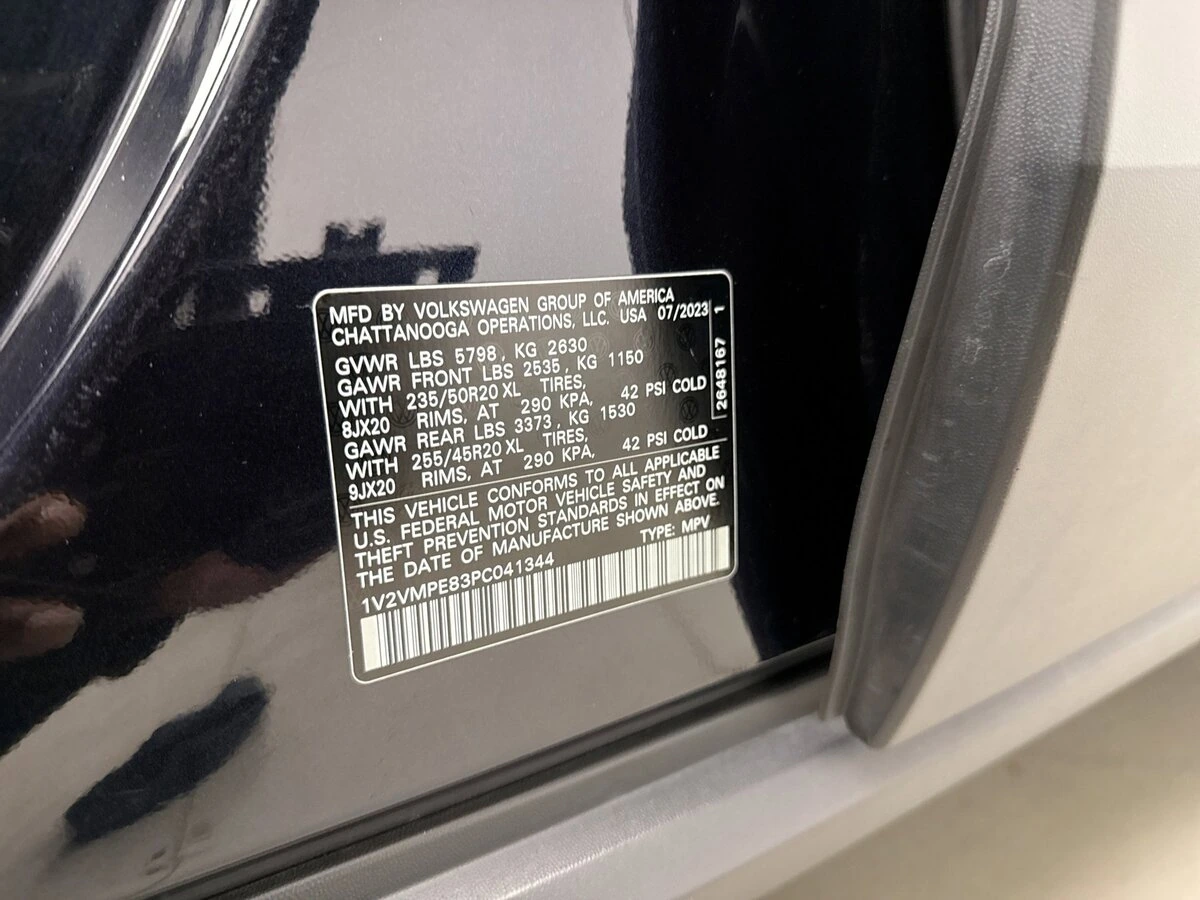 MFD BY VOLKSWAGEN GROUP OF AMERICA
CHATTANOOGA OPERATIONS, LLC. USA 07/2023
GVWR LBS 5798, KG 2630
GAWR FRONT LBS 2535, KG 1150
WITH 235/50R20 XL TIRES,
8JX20 RIMS, AT 290 KPA, 42 PSI COLD
GAWR REAR LBS 3373, KG 1530
WITH 255/45R20 XL TIRES,
9JX20 RIMS, AT 290 KPA, 42 PSI COLD
THIS VEHICLE CONFORMS TO ALL APPLICABLE
U.S. FEDERAL MOTOR VEHICLE SAFETY AND
THEFT PREVENTION STANDARDS IN EFFECT ON
THE DATE OF MANUFACTURE SHOWN ABOVE.
TYPE: MPV
1V2VMPE83PC041344
2648167 1